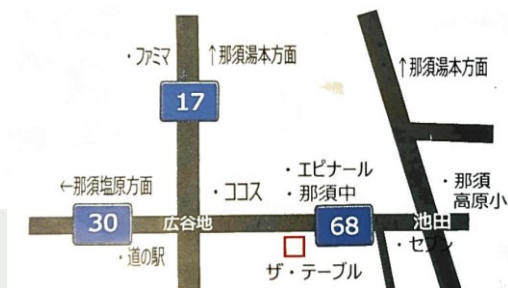 ・ファミマ
↑那須湯本方面
17
↑那須湯本方面
←那須塩原方面
・ココス
・エピナール
・那須中
・那須
高原小
30
広谷地
68
池田
・道の駅
・セブン
ザ・テーブル